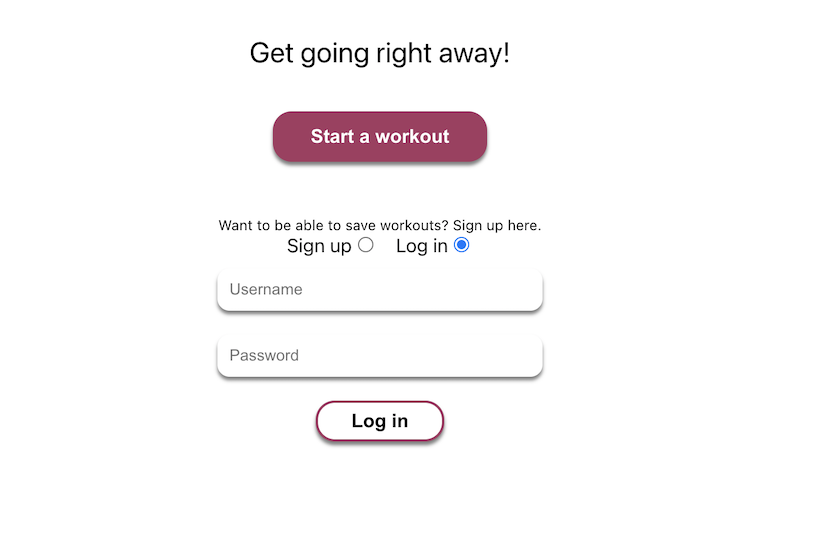 Get going right away!
Start a workout
Want to be able to save workouts? Sign up here.
Sign up Log in
Username
Password
Log in